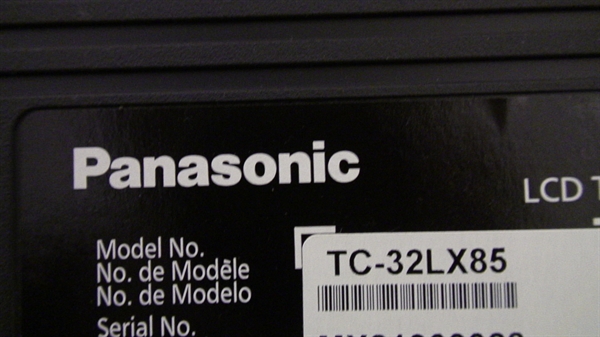 Panasonic
LCD
Model No.
No. de Modèle
No. de Modelo
TC-32LX85
Serial No.